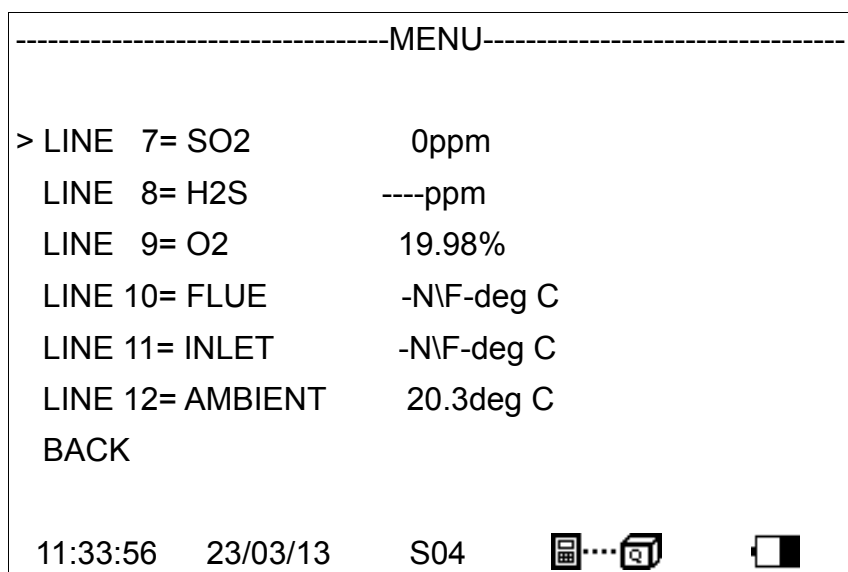 -----------------------------------MENU----------------------------------
> LINE 7= SO2 0ppm
LINE 8= H2S ----ppm
LINE 9= O2 19.98%
LINE 10= FLUE -N\F-deg C
LINE 11= INLET -N\F-deg C
LINE 12= AMBIENT 20.3deg C
BACK
11:33:56 23/03/13 S04 Q